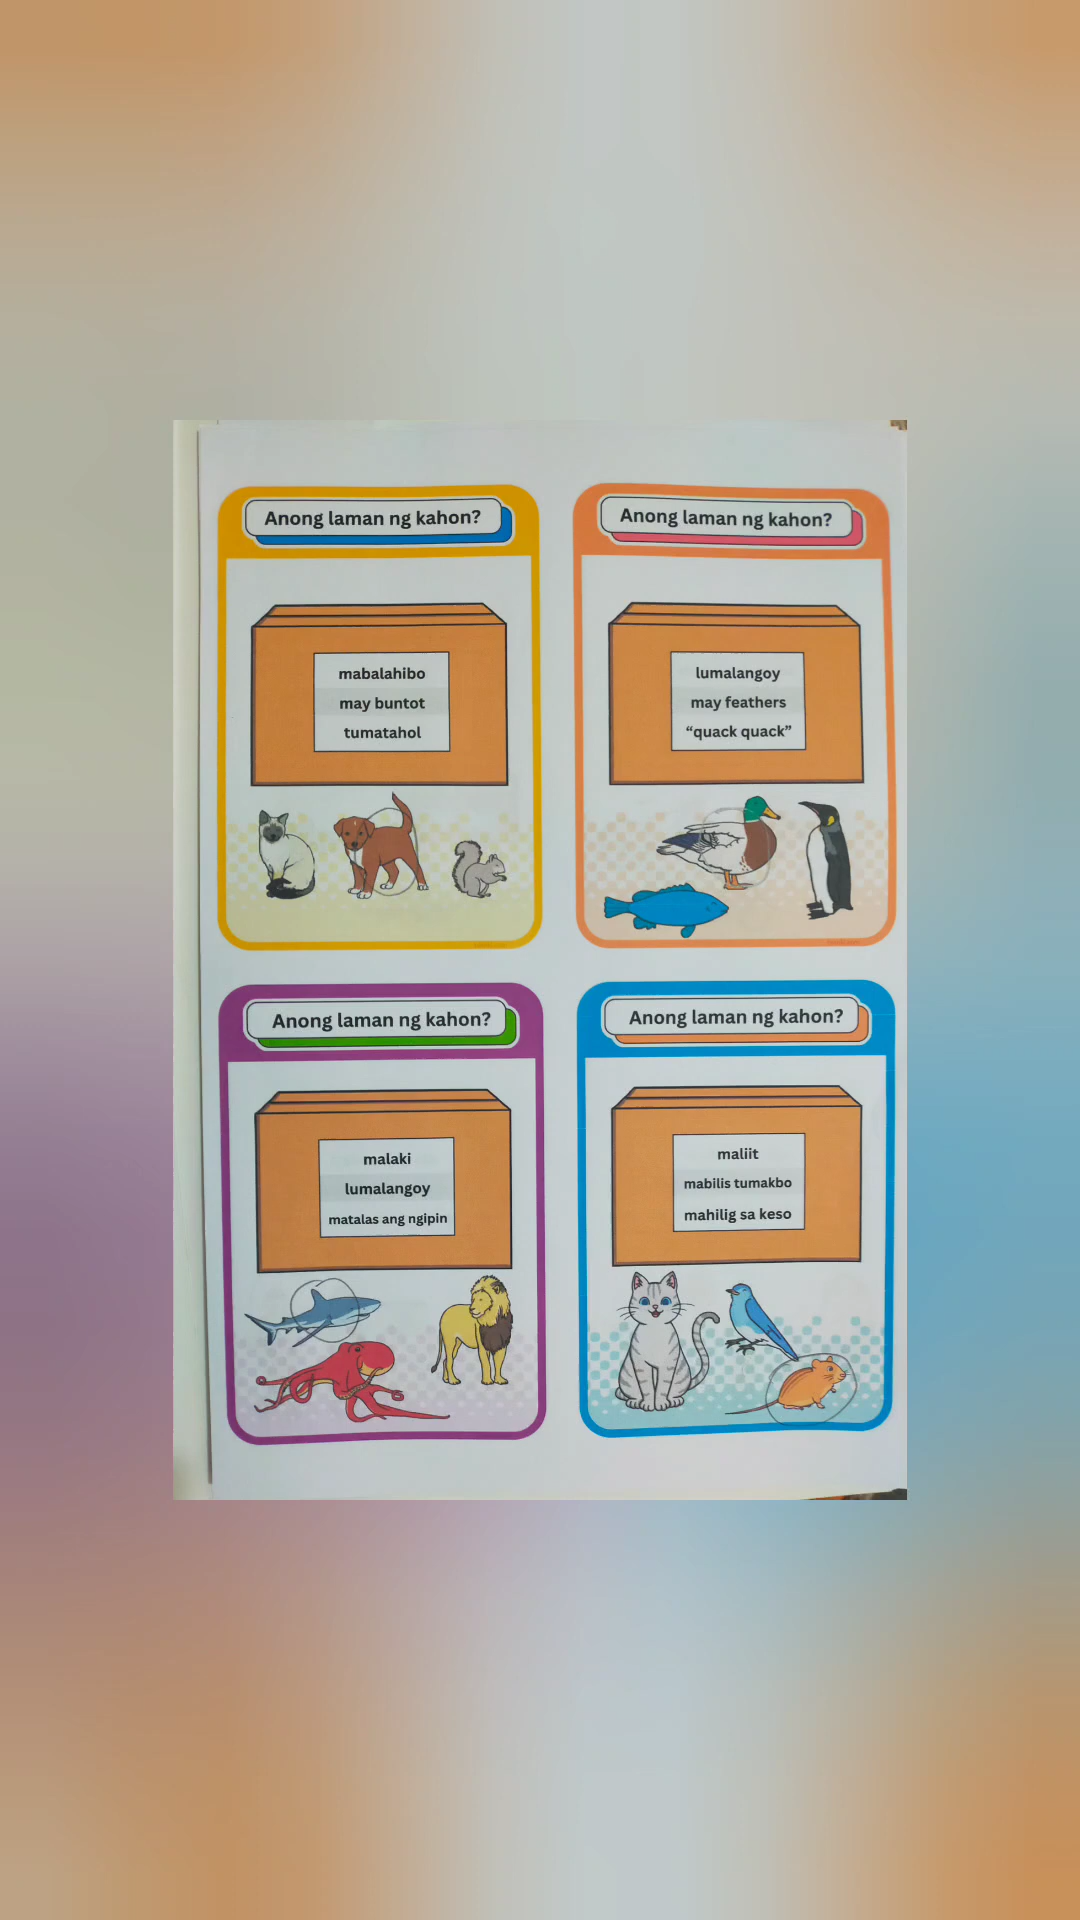 Anong laman ng kahon?
mabalahibo
may buntot
tumatahol
Anong laman ng kahon?
lumalangoy
may feathers
“quack quack”
Anong laman ng kahon?
malaki
lumalangoy
matalas ang ngipin
Anong laman ng kahon?
maliit
mabilis tumakbo
mahilig sa keso